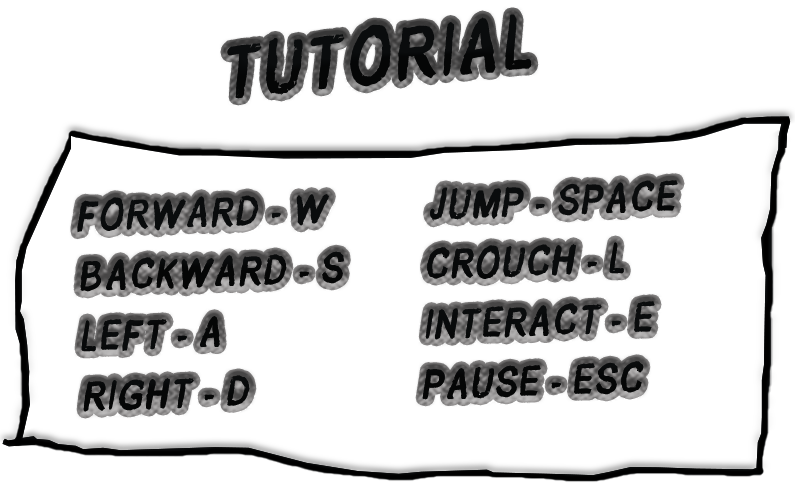 TUTORIAL
FORWARD - W
BACKWARD - S
LEFT - A
RIGHT - D
JUMP - SPACE
CROUCH - L
INTERACT - E
PAUSE - ESC